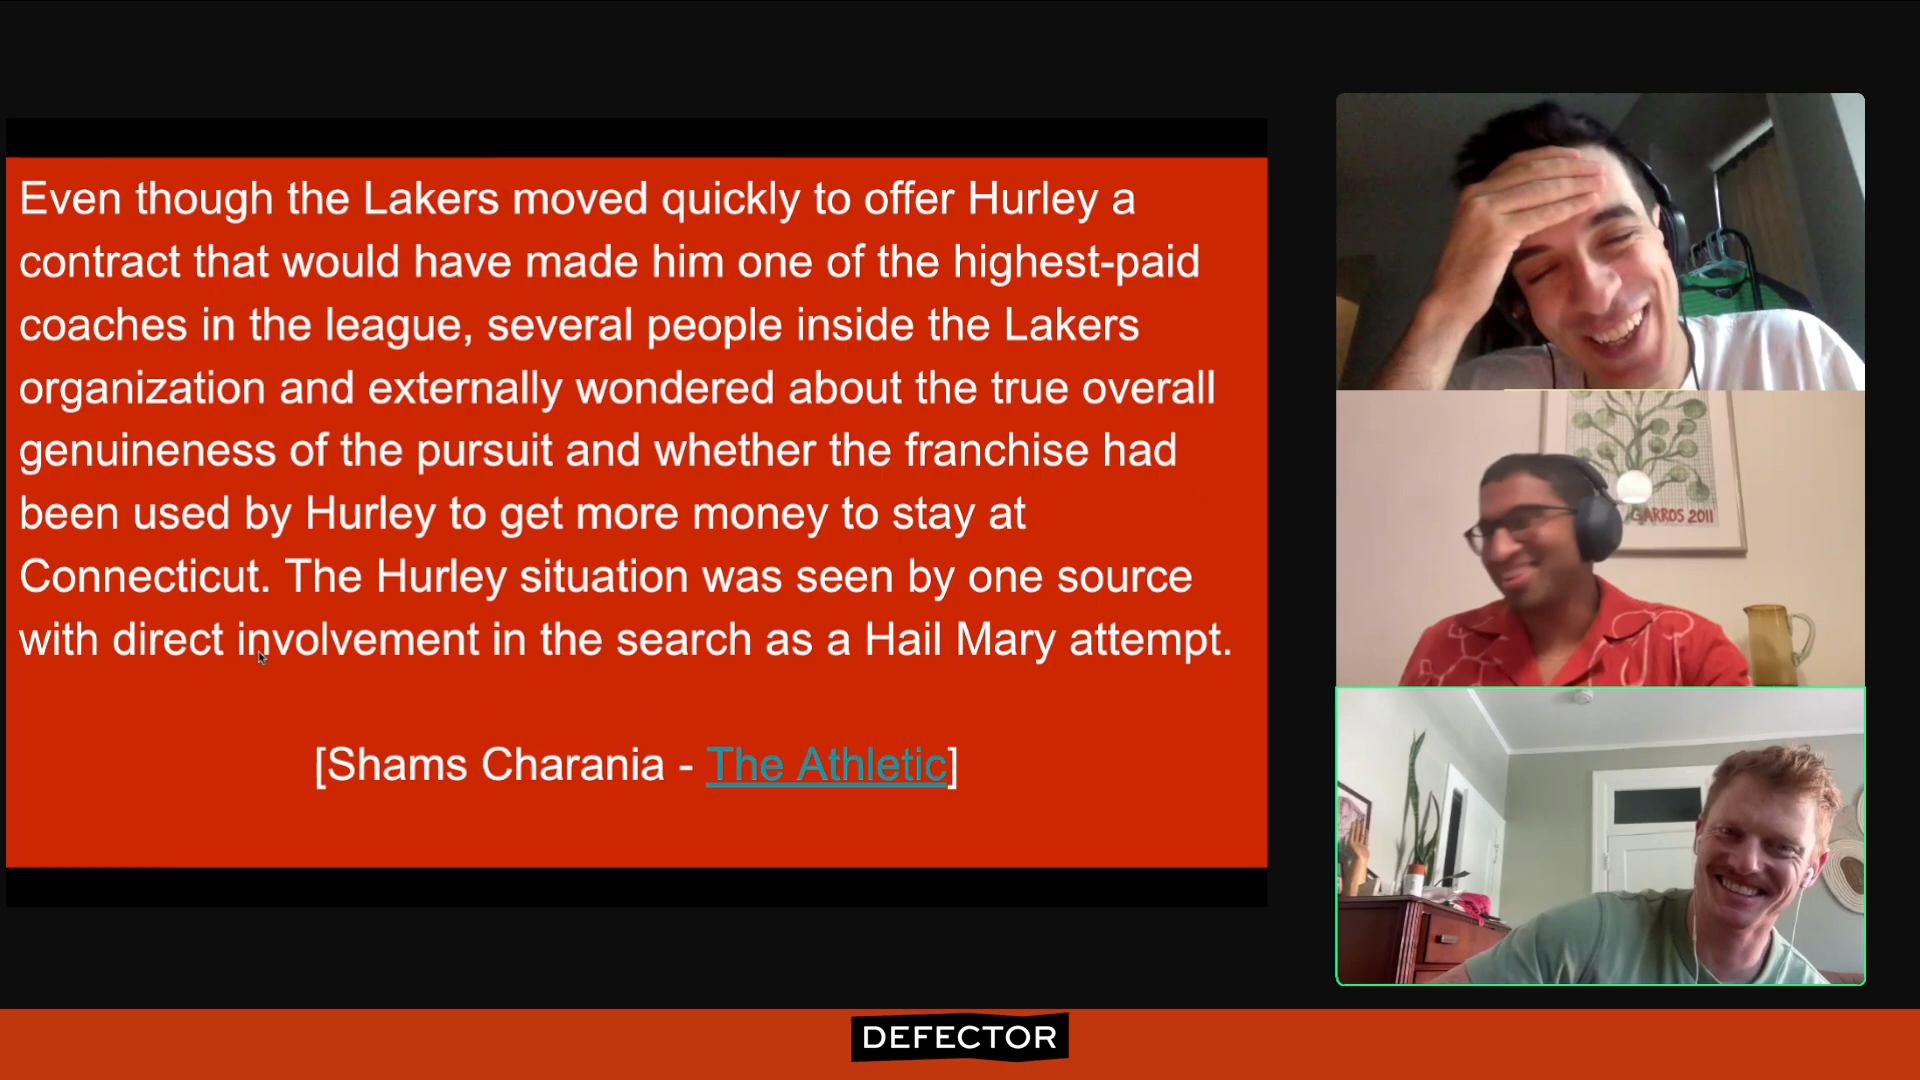 Even though the Lakers moved quickly to offer Hurley a
contract that would have made him one of the highest-paid
coaches in the league, several people inside the Lakers
organization and externally wondered about the true overall
genuineness of the pursuit and whether the franchise had
been used by Hurley to get more money to stay at
Connecticut. The Hurley situation was seen by one source
with direct involvement in the search as a Hail Mary attempt.
[Shams Charania - The Athletic]
GARROS 2011
DEFECTOR